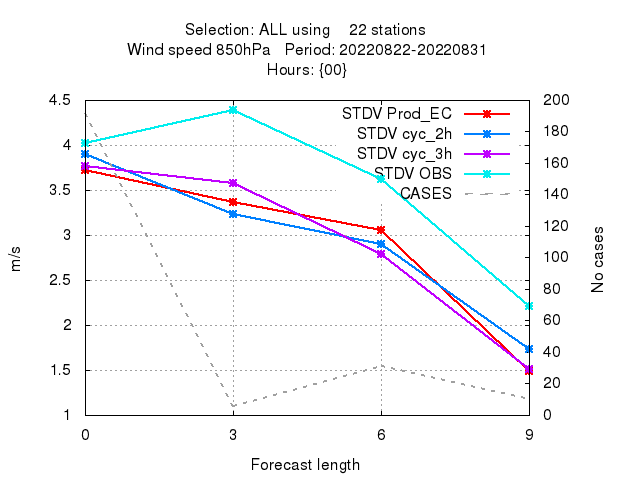 Selection: ALL using 22 stations
Wind speed 850hPa Period: 20220822-20220831
Hours: {00}
4.5
4
3.5
3
2.5
2
1.5
1
m/s
STDV Prod_EC
STDV cyc_2h
STDV cyc_3h
STDV OBS
CASES
200
180
160
140
120
100
80
60
40
20
0
No cases
0 3 6 9
Forecast length